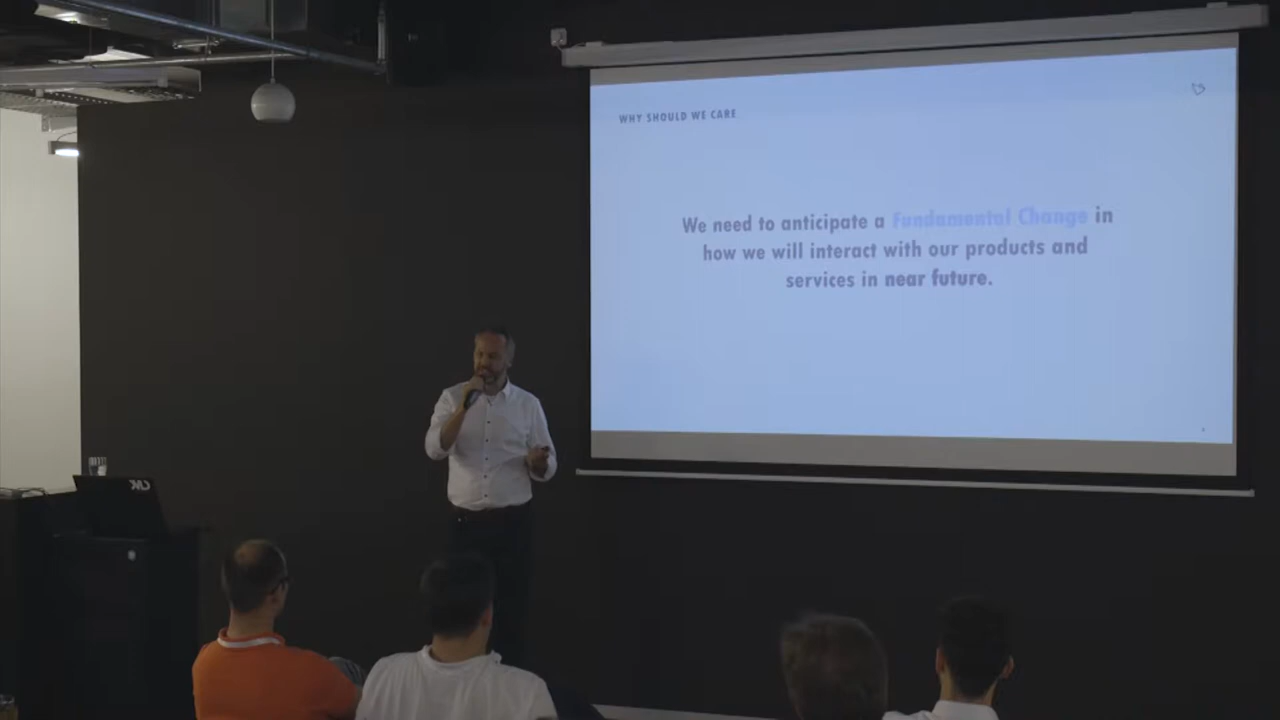 WHY SHOULD WE CARE
We need to anticipate a Fundamental Change in
how we will interact with our products and
services in near future.